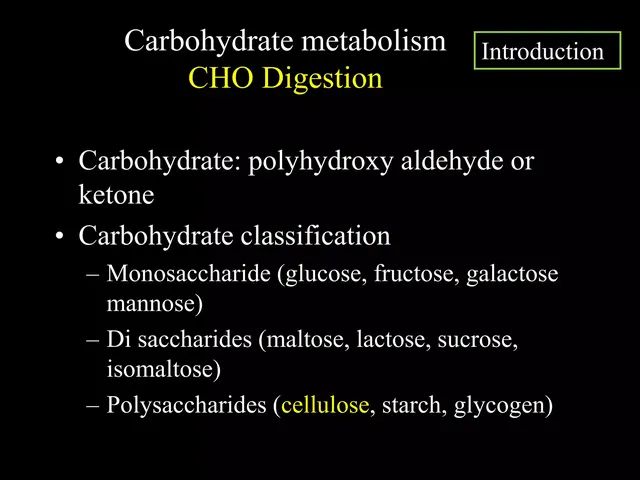 Carbohydrate metabolism
CHO Digestion
Introduction
• Carbohydrate: polyhydroxy aldehyde or
ketone
• Carbohydrate classification
– Monosaccharide (glucose, fructose, galactose
mannose)
– Di saccharides (maltose, lactose, sucrose,
isomaltose)
– Polysaccharides (cellulose, starch, glycogen)